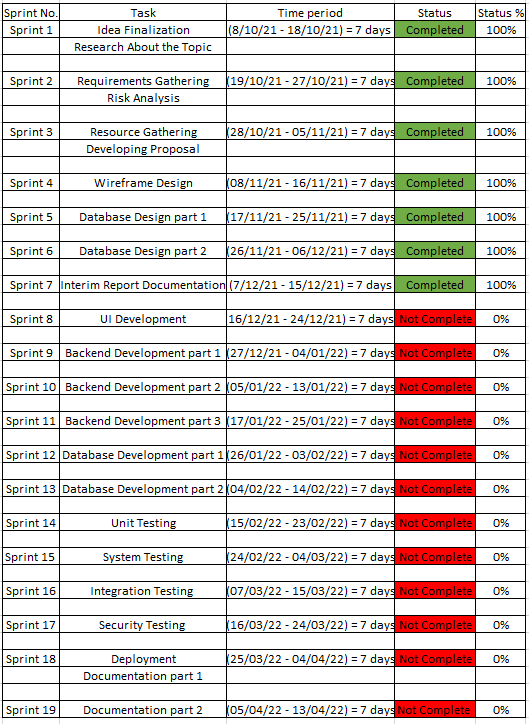 Sprint No. Task Time period Status Status %
Sprint 1 Idea Finalization (8/10/21 - 18/10/21) = 7 days Completed 100%
Research About the Topic
Sprint 2 Requirements Gathering (19/10/21 - 27/10/21) = 7 days Completed 100%
Risk Analysis
Sprint 3 Resource Gathering (28/10/21 - 05/11/21) = 7 days Completed 100%
Developing Proposal
Sprint 4 Wireframe Design (08/11/21 - 16/11/21) = 7 days Completed 100%
Sprint 5 Database Design part 1 (17/11/21 - 25/11/21) = 7 days Completed 100%
Sprint 6 Database Design part 2 (26/11/21 - 06/12/21) = 7 days Completed 100%
Sprint 7 Interim Report Documentation (7/12/21 - 15/12/21) = 7 days Completed 100%
Sprint 8 UI Development 16/12/21 - 24/12/21) = 7 days Not Complete 0%
Sprint 9 Backend Development part 1 (27/12/21 - 04/01/22 = 7 days Not Complete 0%
Sprint 10 Backend Development part 2 (05/01/22 - 13/01/22) = 7 days Not Complete 0%
Sprint 11 Backend Development part 3 (17/01/22 - 25/01/22) = 7 days Not Complete 0%
Sprint 12 Database Development part 1 (26/01/22 - 03/02/22) = 7 days Not Complete 0%
Sprint 13 Database Development part 2 (04/02/22 - 14/02/22) = 7 days Not Complete 0%
Sprint 14 Unit Testing (15/02/22 - 23/02/22) = 7 days Not Complete 0%
Sprint 15 System Testing (24/02/22 - 04/03/22) = 7 days Not Complete 0%
Sprint 16 Integration Testing (07/03/22 - 15/03/22) = 7 days Not Complete 0%
Sprint 17 Security Testing (16/03/22 - 24/03/22) = 7 days Not Complete 0%
Sprint 18 Deployment (25/03/22 - 04/04/22) = 7 days Not Complete 0%
Documentation part 1
Sprint 19 Documentation part 2 (05/04/22 - 13/04/22) = 7 days Not Complete 0%